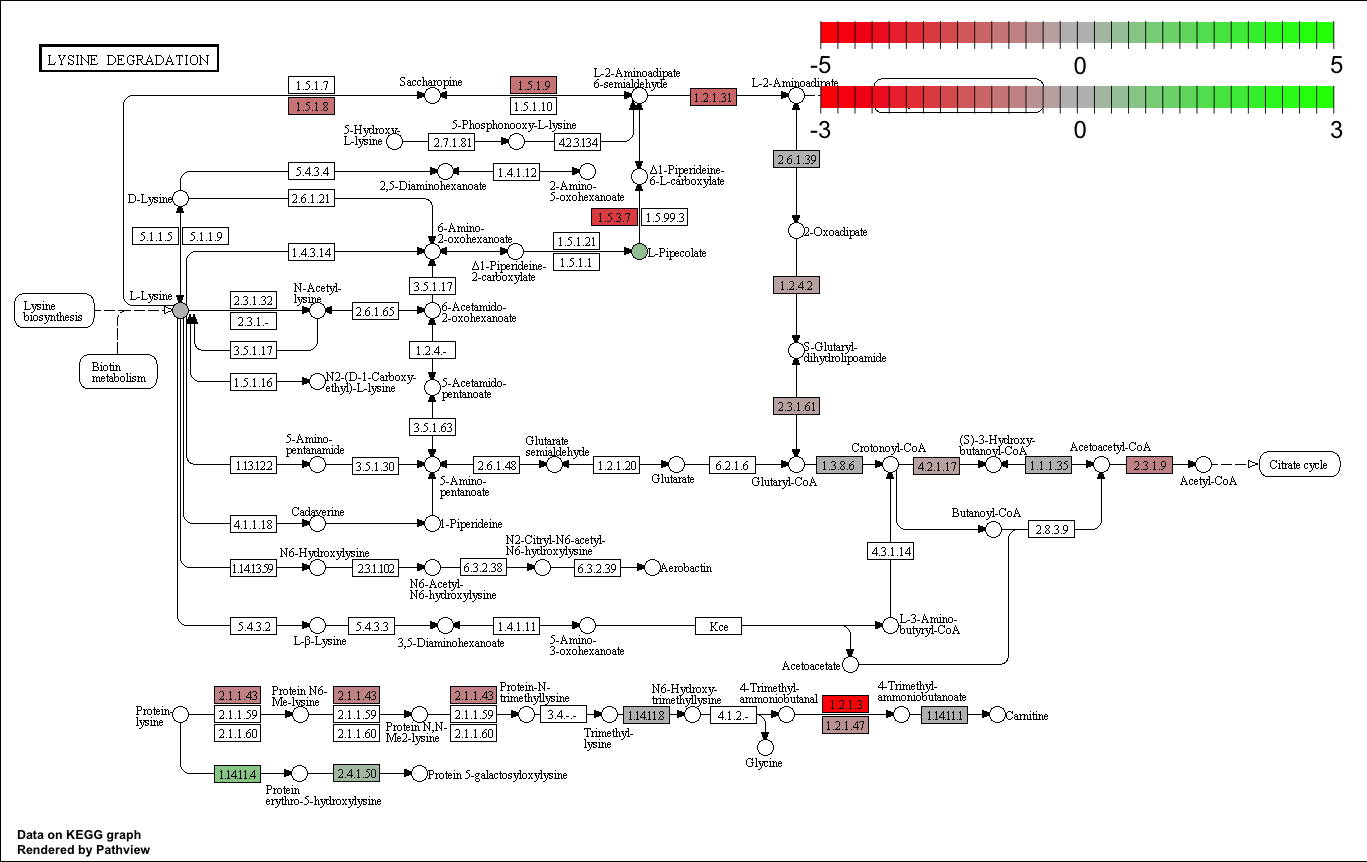 LYSINE DEGRADATION
-5
0
5
-3
0
3
1.5.1.7
1.5.1.8
Saccharopine
1.5.1.9
1.5.1.10
L-2-Aminoadipate
6-semialdehyde
1.2.1.31
L-2-Aminoadipate
5-Hydroxy-
L-lysine
2.7.1.81
5-Phosphonooxy-L-lysine
4.2.3.134
2.6.1.39
D-Lysine
5.4.3.4
2,5-Diaminohexanoate
1.4.1.12
2-Amino-
5-oxohexanoate
Δ1-Piperideine-
6-L-carboxylate
2.6.1.21
1.5.3.7
1.5.99.3
5.1.1.5
5.1.1.9
6-Amino-
2-oxohexanoate
2-Oxoadipate
1.4.3.14
Δ1-Piperideine-
2-carboxylate
1.5.1.21
1.5.1.1
L-Pipecolate
3.5.1.17
1.2.4.2
Lysine
biosynthesis
L-Lysine
2.3.1.32
2.3.1.-
N-Acetyl-
lysine
2.6.1.65
6-Acetamido-
2-oxohexanoate
3.5.1.17
1.2.4.-
S-Glutaryl-
dihydrolipoamide
Biotin
metabolism
1.5.1.16
N2-(D-1-Carboxy-
ethyl)-L-lysine
5-Acetamido-
pentanoate
2.3.1.61
3.5.1.63
1.13.12.2
5-Amino-
pentanamide
3.5.1.30
5-Amino-
pentanoate
2.6.1.48
Glutarate
semialdehyde
1.2.1.20
Glutarate
6.2.1.6
Glutaryl-CoA
1.3.8.6
Crotonoyl-CoA
4.2.1.17
(S)-3-Hydroxy-
butanoyl-CoA
1.1.1.35
Acetoacetyl-CoA
2.3.1.9
Acetyl-CoA
Citrate cycle
4.1.1.18
Cadaverine
1-Piperideine
Butanoyl-CoA
2.8.3.9
4.3.1.14
1.14.13.59
N6-Hydroxylysine
2.3.1.102
N6-Acetyl-
N6-hydroxylysine
6.3.2.38
N2-Citryl-N6-acetyl-
N6-hydroxylysine
6.3.2.39
Aerobactin
5.4.3.2
L-β-Lysine
5.4.3.3
3,5-Diaminohexanoate
1.4.1.11
5-Amino-
3-oxohexanoate
Kce
L-3-Amino-
butyryl-CoA
Acetoacetate
Protein-
lysine
2.1.1.43
2.1.1.59
2.1.1.60
Protein N6-
Me-lysine
2.1.1.43
2.1.1.59
2.1.1.60
Protein N,N-
Me2-lysine
2.1.1.43
2.1.1.59
2.1.1.60
Protein-N-
trimethyllysine
3.4.-.-
Trimethyl-
lysine
1.14.11.8
N6-Hydroxy-
trimethyllysine
4.1.2.-
Glycine
4-Trimethyl-
ammoniobutanal
1.2.1.3
1.2.1.47
4-Trimethyl-
ammoniobutanoate
1.14.11.1
Carnitine
1.14.11.4
Protein
erythro-5-hydroxylysine
2.4.1.50
Protein 5-galactosyloxylysine
Data on KEGG graph
Rendered by Pathview